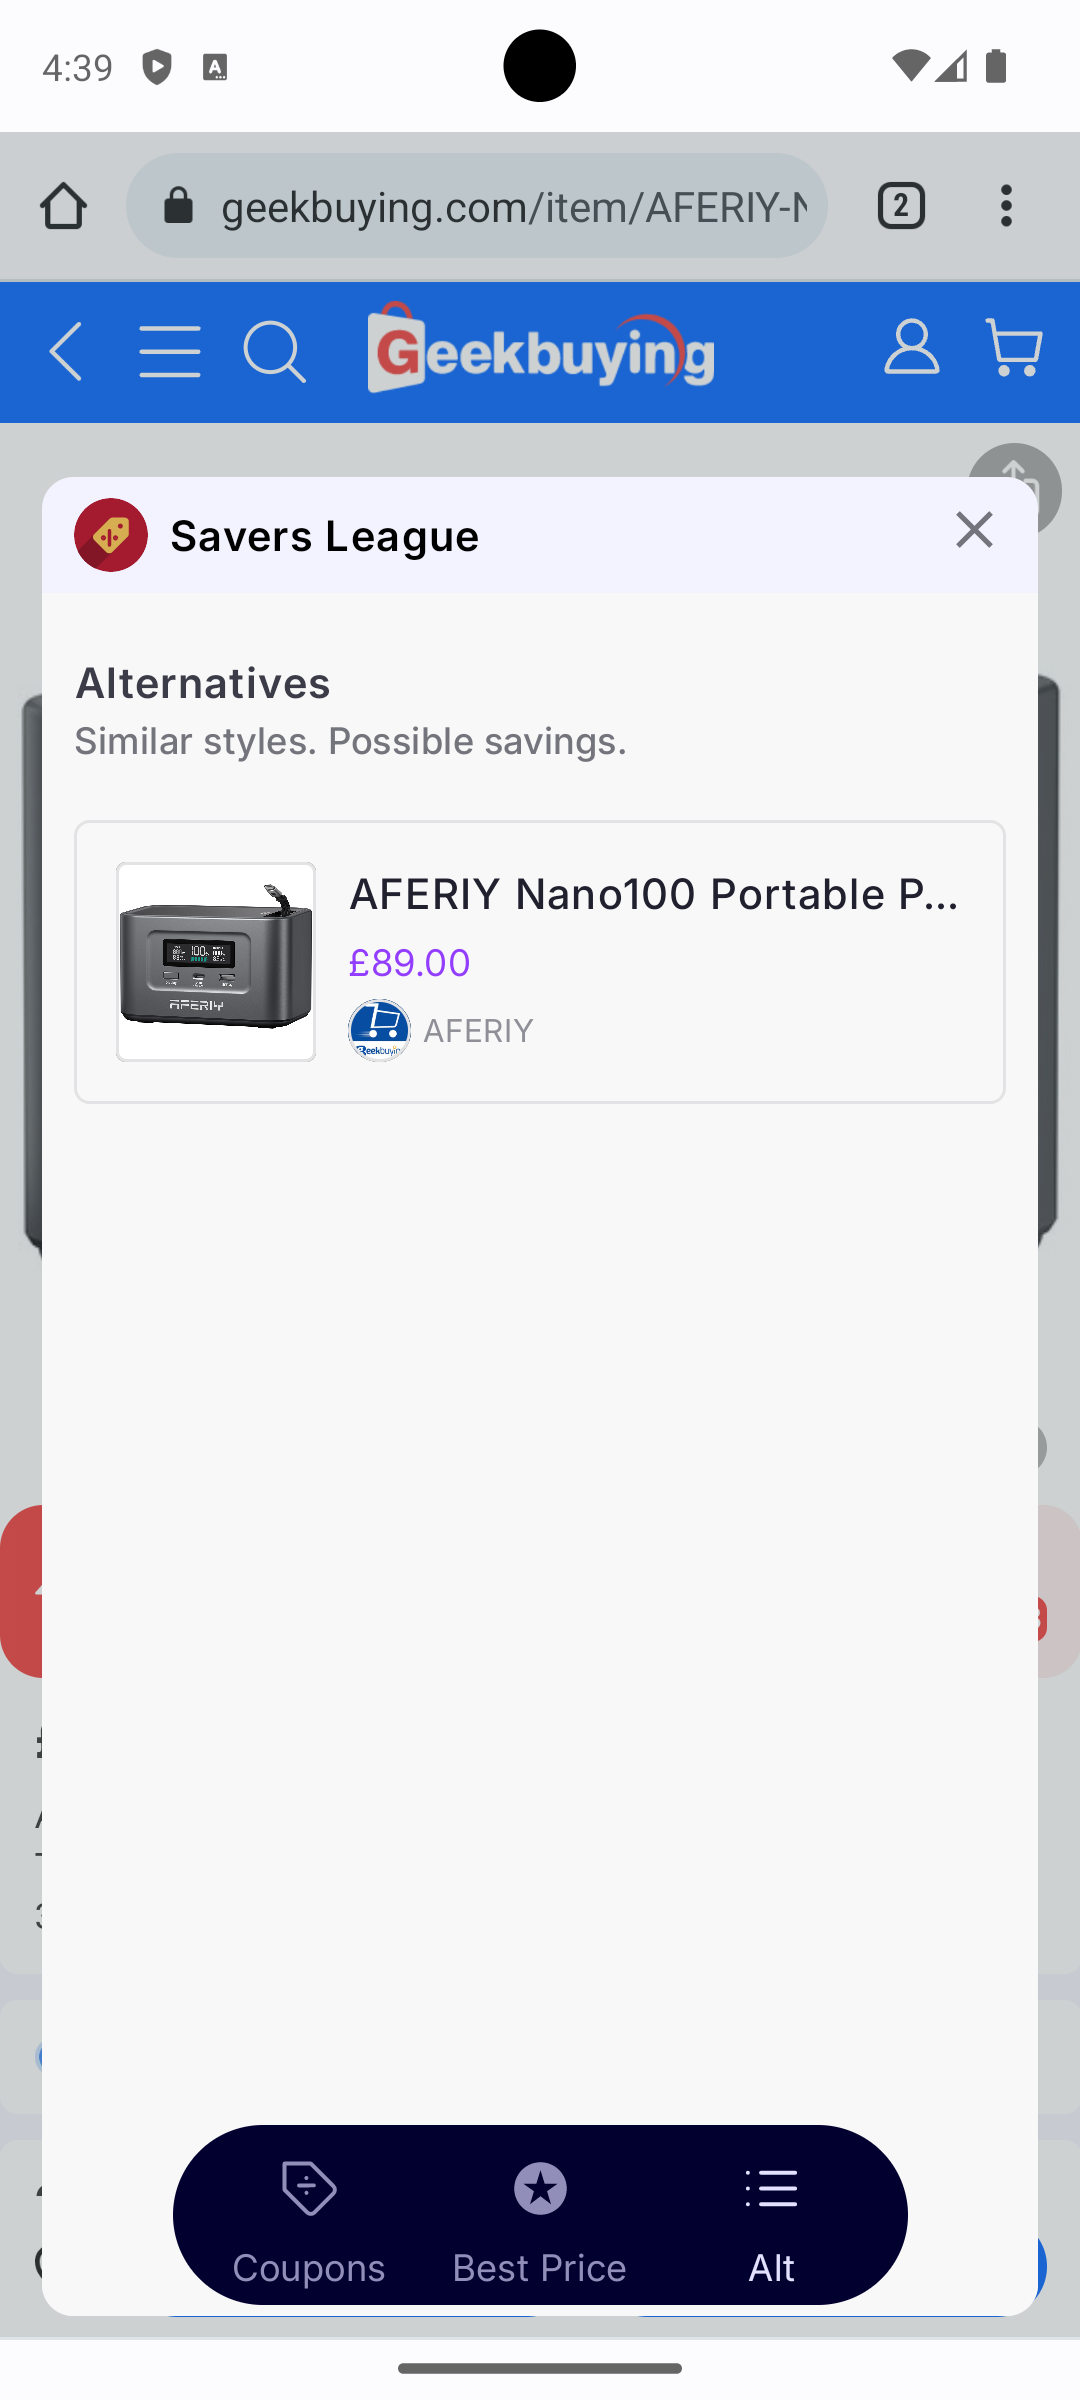 4:39
geekbuying.com/item/AFERIY-N
2
Geekbuying
Savers League
Alternatives
Similar styles. Possible savings.
AFERIY Nano100 Portable P...
£89.00
AFERIY
AFERIY
Coupons
Best Price
Alt